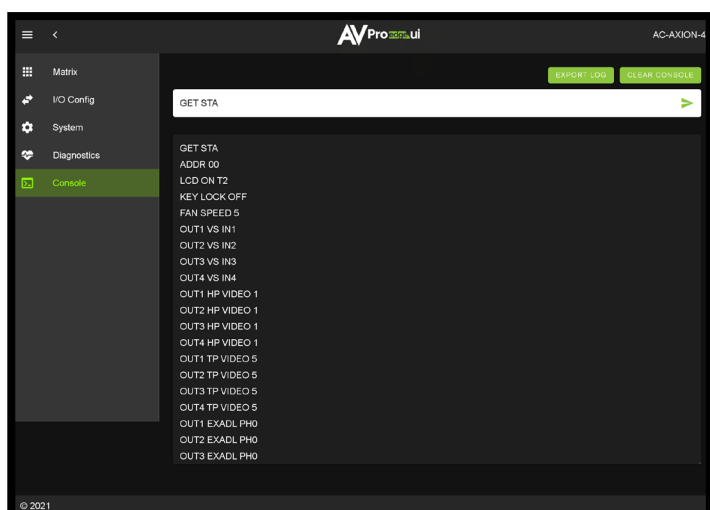 AVPro edge.ui
AC-AXION-4
Matrix
I/O Config
System
Diagnostics
Console
EXPORT LOG
CLEAR CONSOLE
GET STA
GET STA
ADDR 00
LCD ON T2
KEY LOCK OFF
FAN SPEED 5
OUT1 VS IN1
OUT2 VS IN2
OUT3 VS IN3
OUT4 VS IN4
OUT1 HP VIDEO 1
OUT2 HP VIDEO 1
OUT3 HP VIDEO 1
OUT4 HP VIDEO 1
OUT1 TP VIDEO 5
OUT2 TP VIDEO 5
OUT3 TP VIDEO 5
OUT4 TP VIDEO 5
OUT1 EXADL PH0
OUT2 EXADL PH0
OUT3 EXADL PH0
© 2021